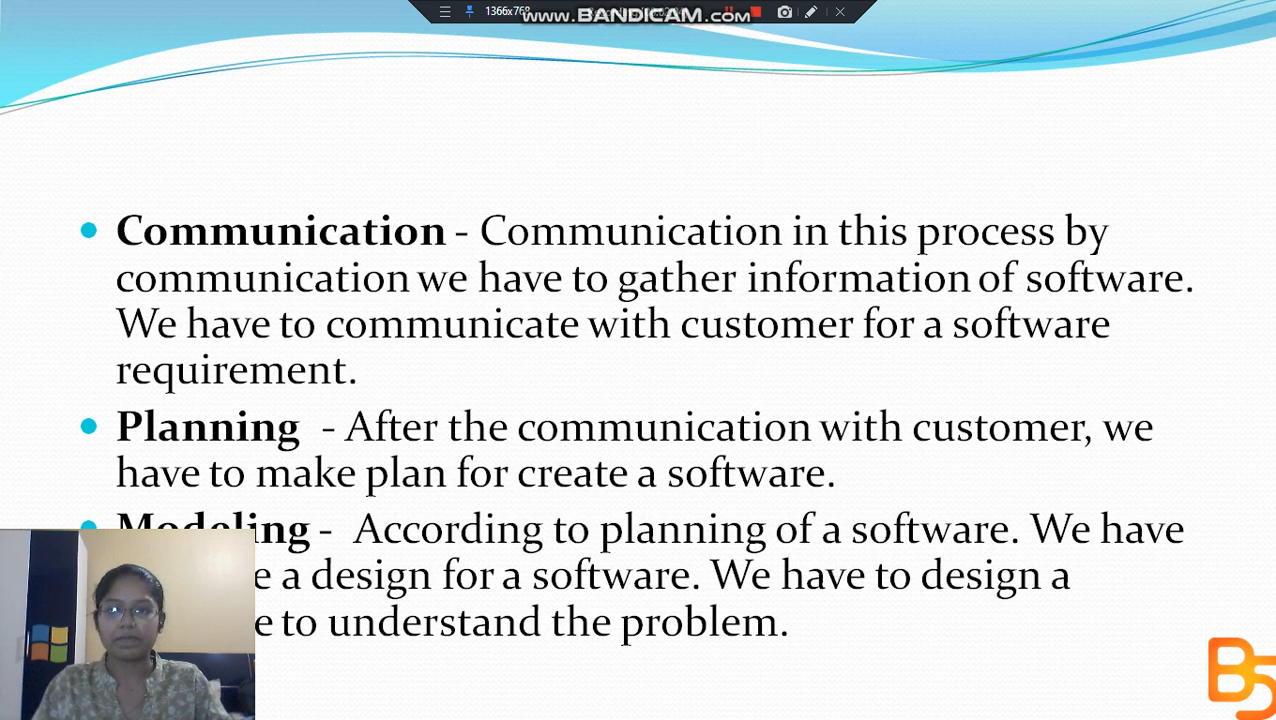 1366x768
www.BANDICAM.com
Communication - Communication in this process by
communication we have to gather information of software.
We have to communicate with customer for a software
requirement.
Planning - After the communication with customer, we
have to make plan for create a software.
Modeling - According to planning of a software. We have
a design for a software. We have to design a
to understand the problem.
B5